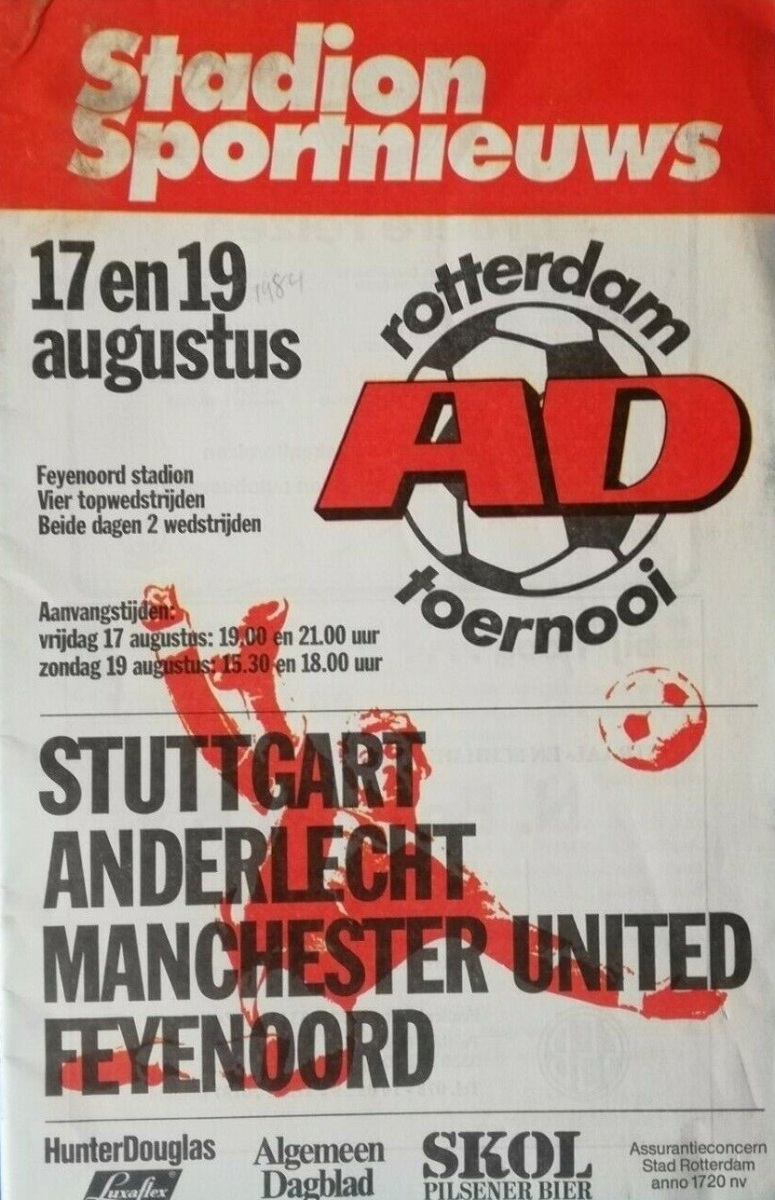 Stadion
Sportnieuws
17 en 19
augustus
1984
rotterdam
AD
toernooi
Feyenoord stadion
Vier topwedstrijden
Beide dagen 2 wedstrijden
Aanvangstijden:
vrijdag 17 augustus: 19.00 en 21.00 uur
zondag 19 augustus: 15.30 en 18.00 uur
STUTTGART
ANDERLECHT
MANCHESTER UNITED
FEYENOORD
HunterDouglas
Luxaflex®
Algemeen
Dagblad
SKOL
PILSENER BIER
Assurantieconcern
Stad Rotterdam
anno 1720 nv